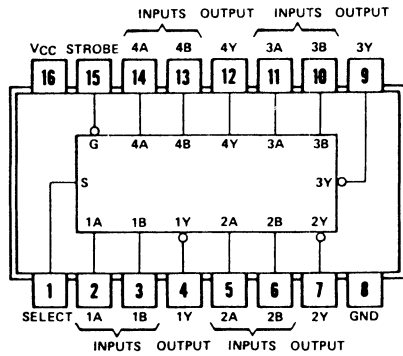 INPUTS OUTPUT INPUTS OUTPUT
VCC STROBE 4A 4B 4Y 3A 3B 3Y
16 15 14 13 12 11 10 9
G 4A 4B 4Y 3A 3B
S 3Y
1A 1B 1Y 2A 2B 2Y
1 2 3 4 5 6 7 8
SELECT 1A 1B 1Y 2A 2B 2Y GND
INPUTS OUTPUT INPUTS OUTPUT